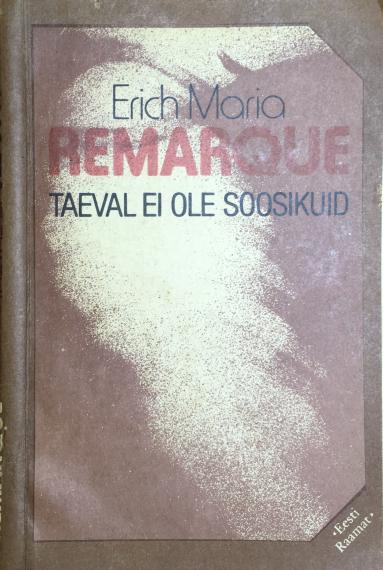 Erich Maria
REMARQUE
TAEVAL EI OLE SOOSIKUID
·Eesti
Raamat·